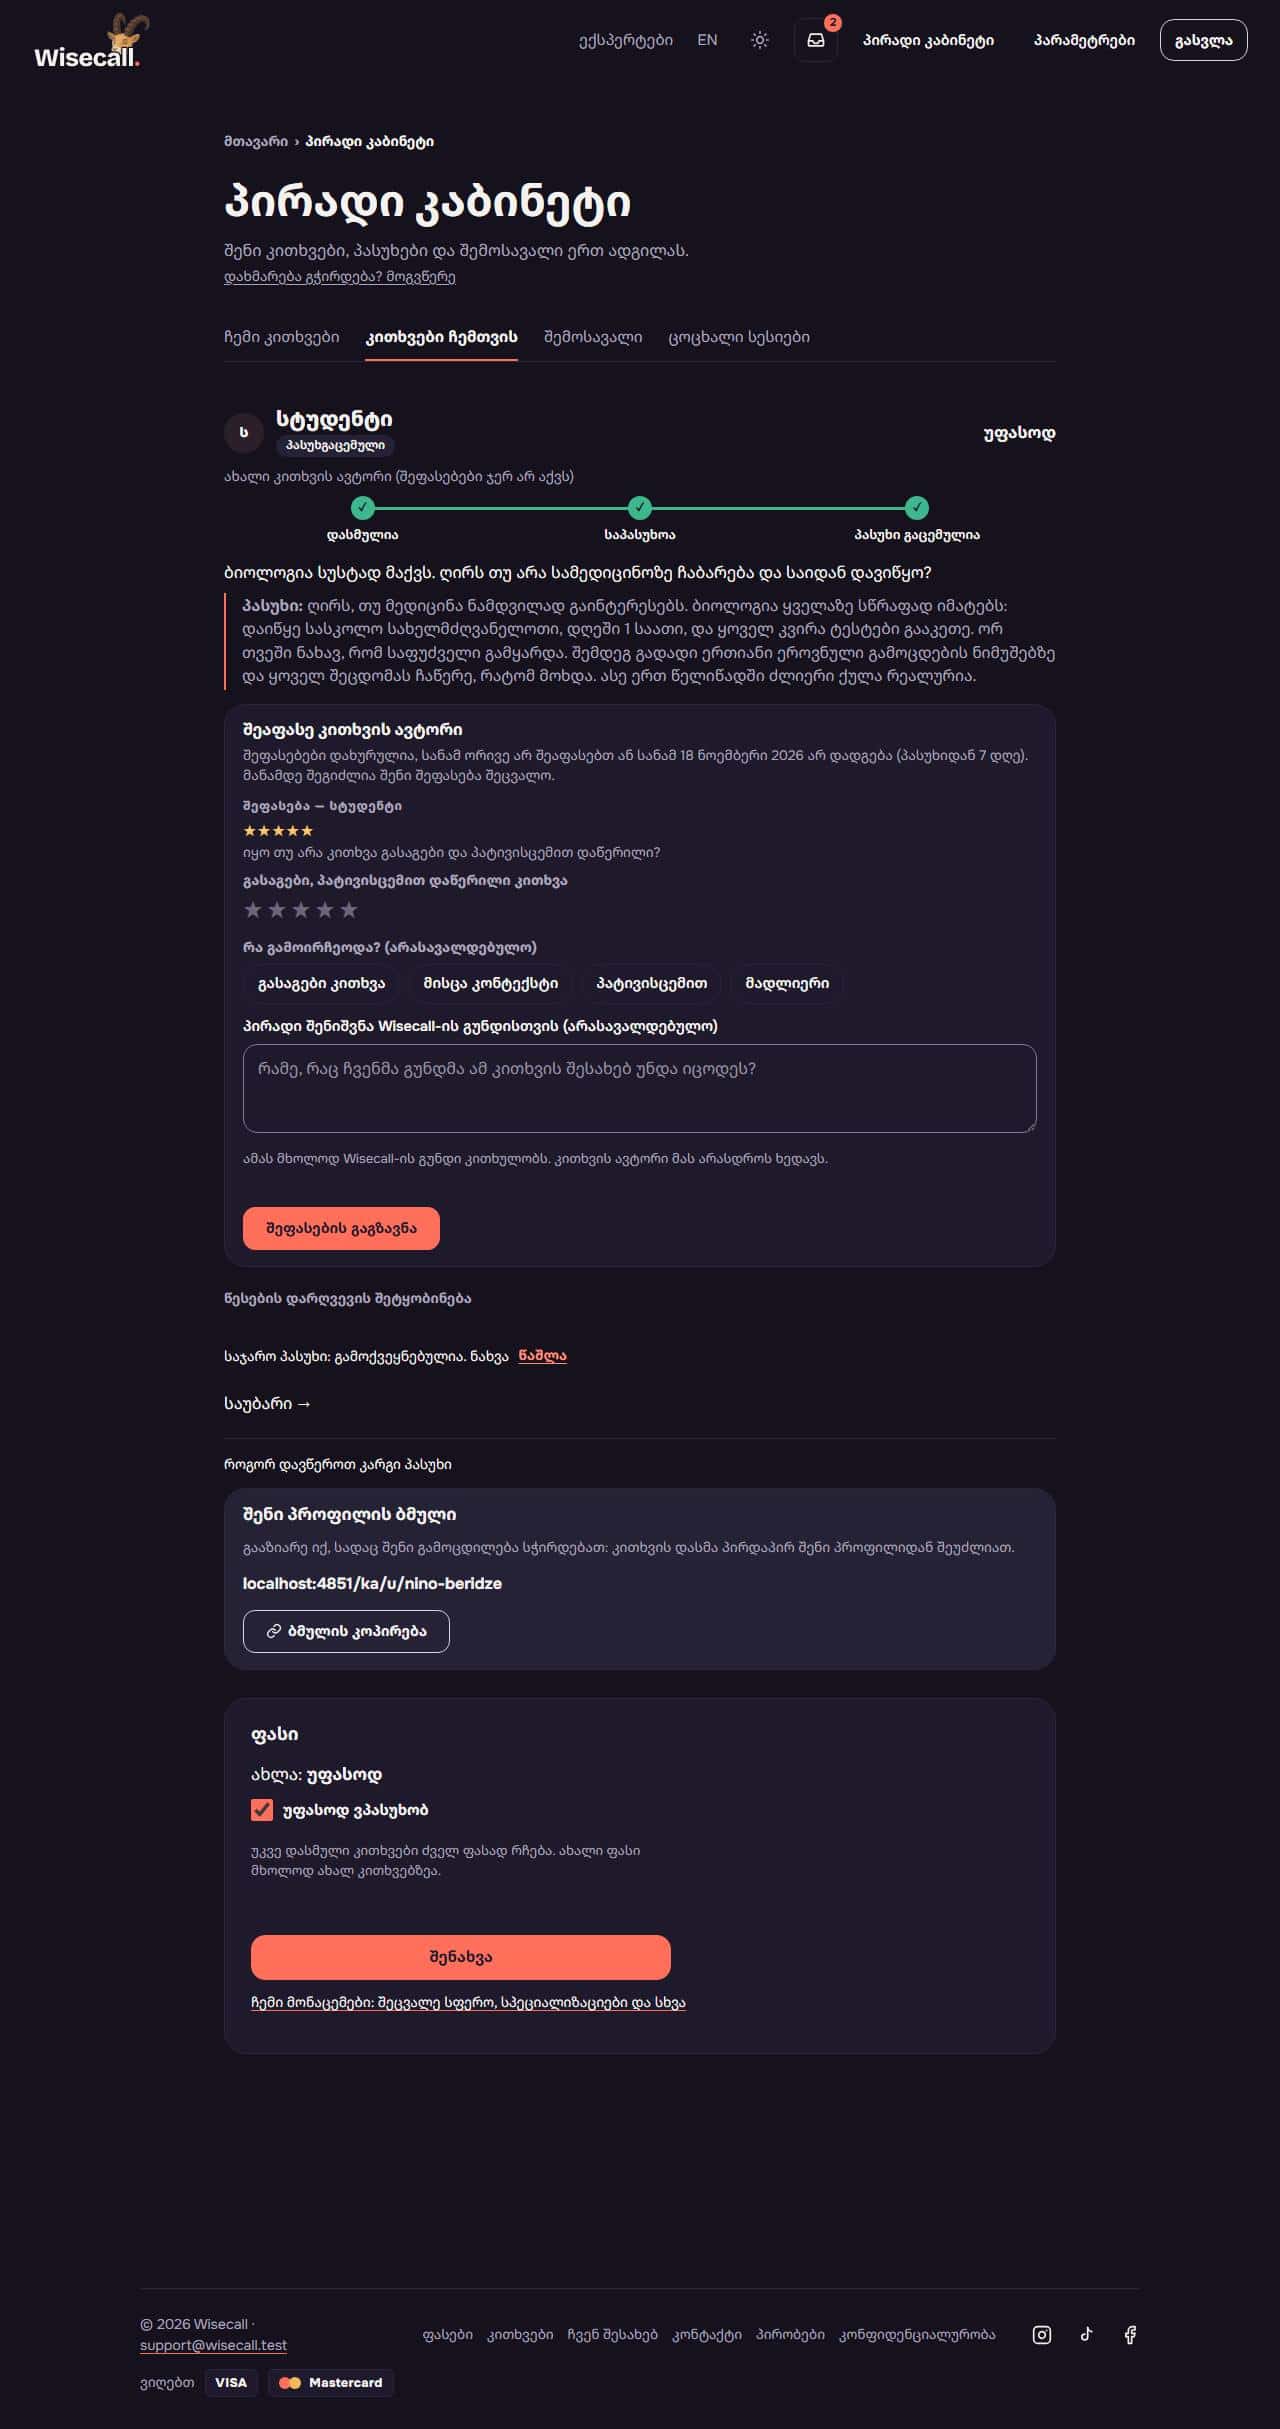 Wisecall.
ექსპერტები EN 2 პირადი კაბინეტი პარამეტრები გასვლა
მთავარი › პირადი კაბინეტი
პირადი კაბინეტი
შენი კითხვები, პასუხები და შემოსავალი ერთ ადგილას.
დახმარება გჭირდება? მოგვწერე
ჩემი კითხვები კითხვები ჩემთვის შემოსავალი ცოცხალი სესიები
ს სტუდენტი უფასოდ
პასუხგაცემული
ახალი კითხვის ავტორი (შეფასებები ჯერ არ აქვს)
✓ ✓ ✓
დასმულია საპასუხოა პასუხი გაცემულია
ბიოლოგია სუსტად მაქვს. ღირს თუ არა სამედიცინოზე ჩაბარება და საიდან დავიწყო?
პასუხი: ღირს, თუ მედიცინა ნამდვილად გაინტერესებს. ბიოლოგია ყველაზე სწრაფად იმატებს:
დაიწყე სასკოლო სახელმძღვანელოთი, დღეში 1 საათი, და ყოველ კვირა ტესტები გააკეთე. ორ
თვეში ნახავ, რომ საფუძველი გამყარდა. შემდეგ გადადი ერთიანი ეროვნული გამოცდების ნიმუშებზე
და ყოველ შეცდომას ჩაწერე, რატომ მოხდა. ასე ერთ წელიწადში ძლიერი ქულა რეალურია.
შეაფასე კითხვის ავტორი
შეფასებები დახურულია, სანამ ორივე არ შეაფასებთ ან სანამ 18 ნოემბერი 2026 არ დადგება (პასუხიდან 7 დღე).
მანამდე შეგიძლია შენი შეფასება შეცვალო.
შეფასება — სტუდენტი
★★★★★
იყო თუ არა კითხვა გასაგები და პატივისცემით დაწერილი?
გასაგები, პატივისცემით დაწერილი კითხვა
★★★★★
რა გამოირჩეოდა? (არასავალდებულო)
გასაგები კითხვა მისცა კონტექსტი პატივისცემით მადლიერი
პირადი შენიშვნა Wisecall-ის გუნდისთვის (არასავალდებულო)
რამე, რაც ჩვენმა გუნდმა ამ კითხვის შესახებ უნდა იცოდეს?
ამას მხოლოდ Wisecall-ის გუნდი კითხულობს. კითხვის ავტორი მას არასდროს ხედავს.
შეფასების გაგზავნა
წესების დარღვევის შეტყობინება
საჯარო პასუხი: გამოქვეყნებულია. ნახვა წაშლა
საუბარი →
როგორ დავწეროთ კარგი პასუხი
შენი პროფილის ბმული
გააზიარე იქ, სადაც შენი გამოცდილება სჭირდებათ: კითხვის დასმა პირდაპირ შენი პროფილიდან შეუძლიათ.
localhost:4851/ka/u/nino-beridze
ბმულის კოპირება
ფასი
ახლა: უფასოდ
უფასოდ ვპასუხობ
უკვე დასმული კითხვები ძველ ფასად რჩება. ახალი ფასი
მხოლოდ ახალ კითხვებზეა.
შენახვა
ჩემი მონაცემები: შეცვალე სფერო, სპეციალიზაციები და სხვა
© 2026 Wisecall ·
support@wisecall.test
ფასები კითხვები ჩვენ შესახებ კონტაქტი პირობები კონფიდენციალურობა
ვიღებთ VISA Mastercard